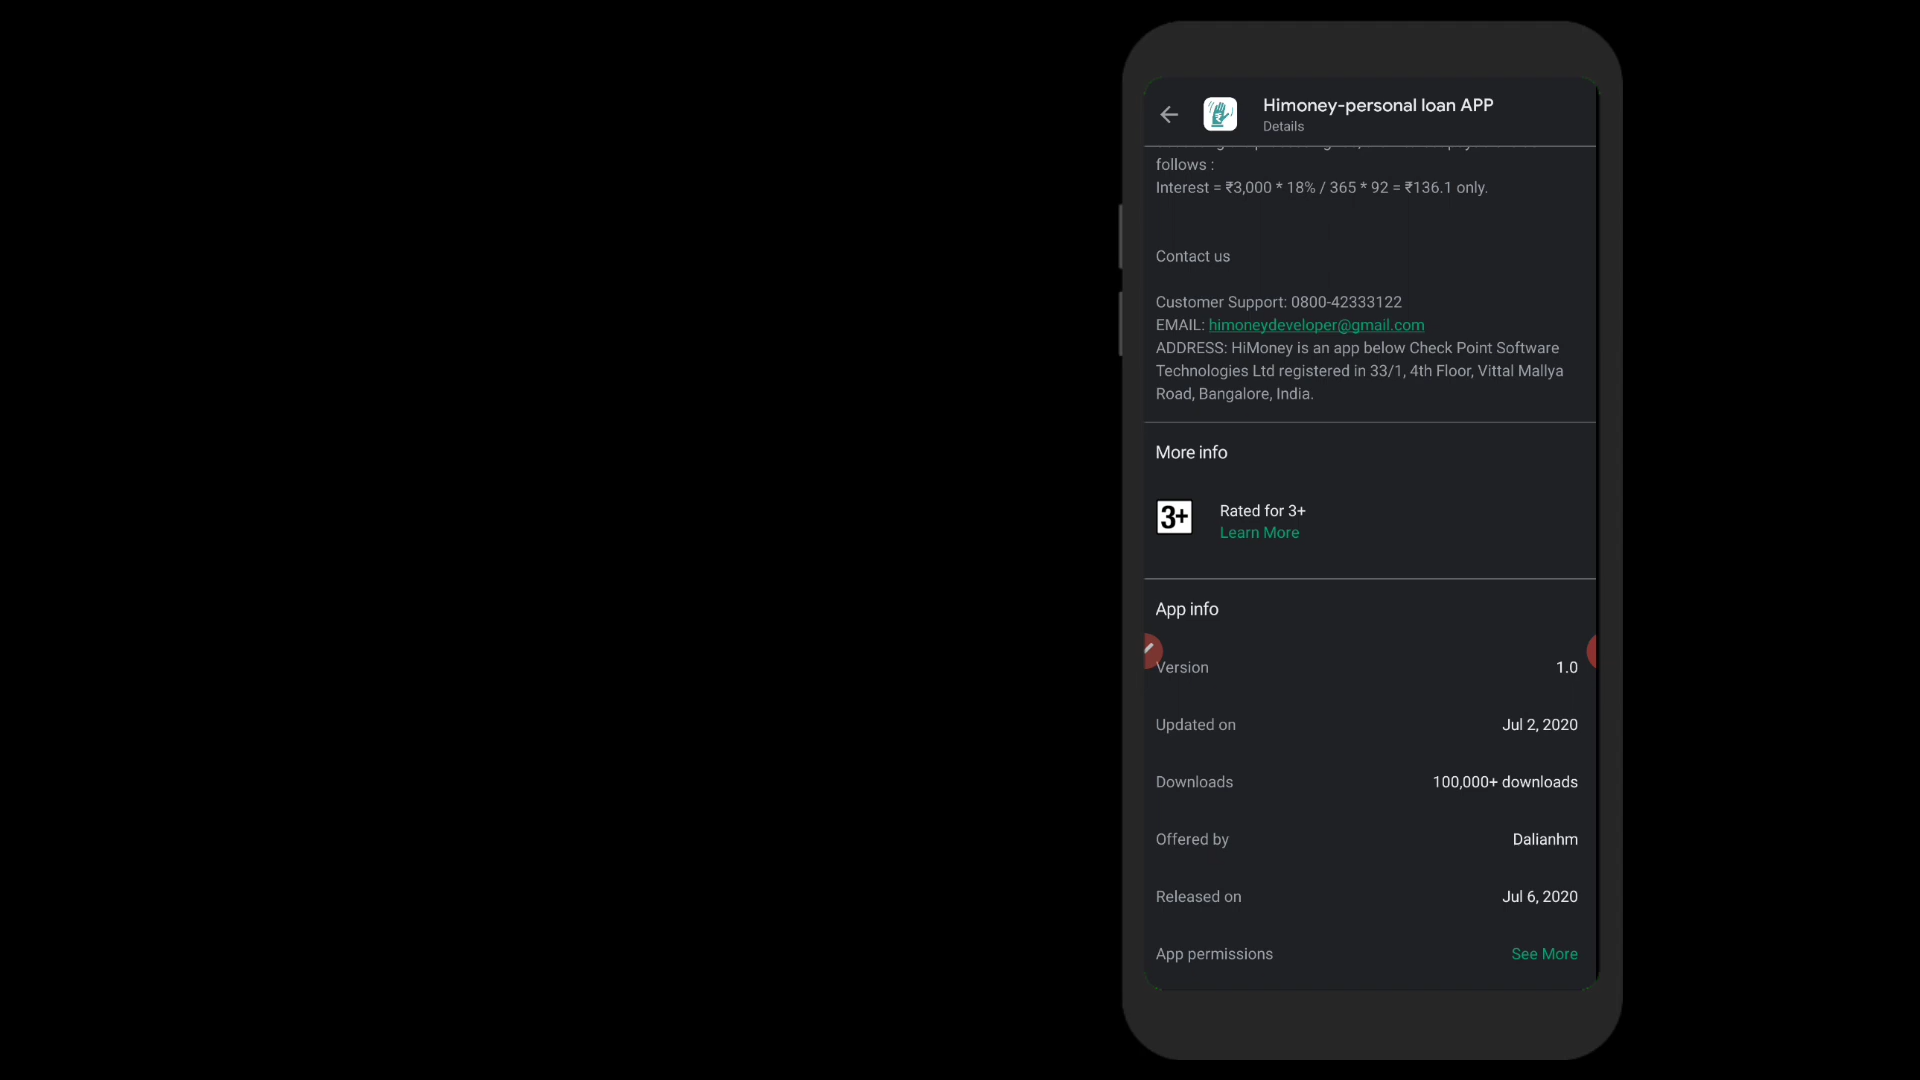 Himoney-personal loan APP
Details
follows :
Interest = ₹3,000 * 18% / 365 * 92 = ₹136.1 only.
Contact us
Customer Support: 0800-42333122
EMAIL: himoneydeveloper@gmail.com
ADDRESS: HiMoney is an app below Check Point Software
Technologies Ltd registered in 33/1, 4th Floor, Vittal Mallya
Road, Bangalore, India.
More info
3+
Rated for 3+
Learn More
App info
Version 1.0
Updated on Jul 2, 2020
Downloads 100,000+ downloads
Offered by Dalianhm
Released on Jul 6, 2020
App permissions See More